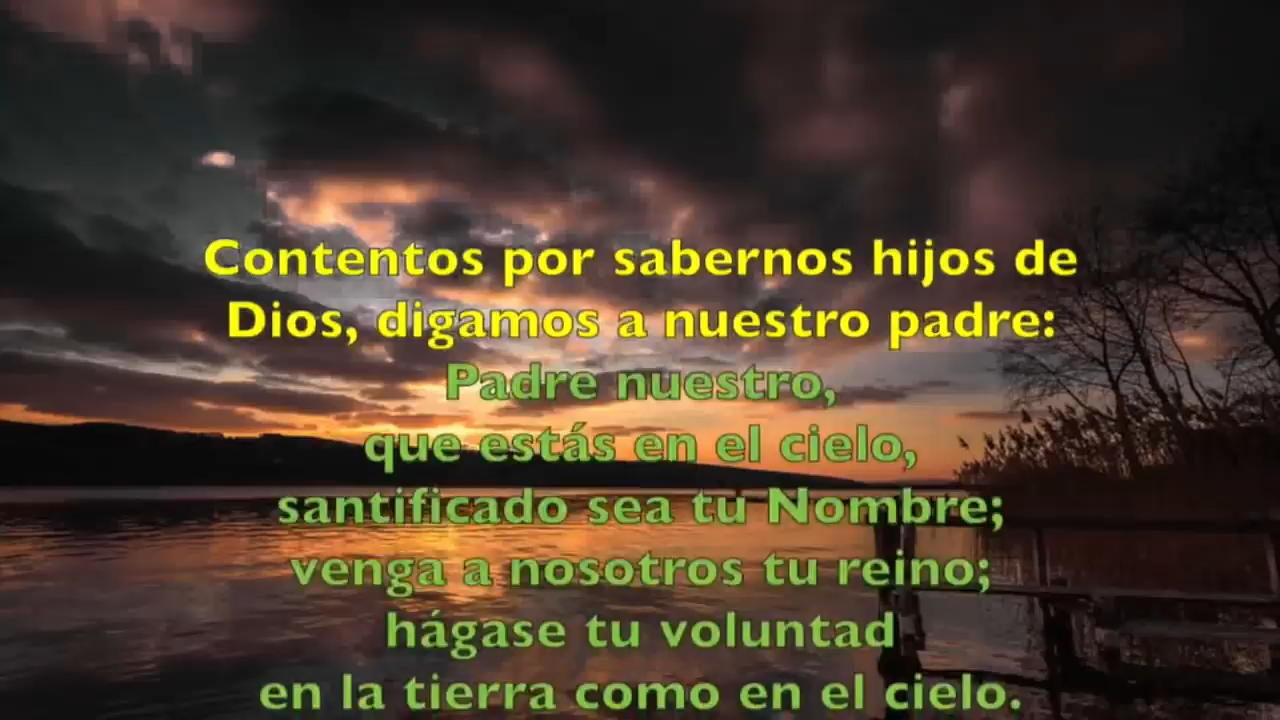 Contentos por sabernos hijos de
Dios, digamos a nuestro padre:
Padre nuestro,
que estás en el cielo,
santificado sea tu Nombre;
venga a nosotros tu reino;
hágase tu voluntad
en la tierra como en el cielo.